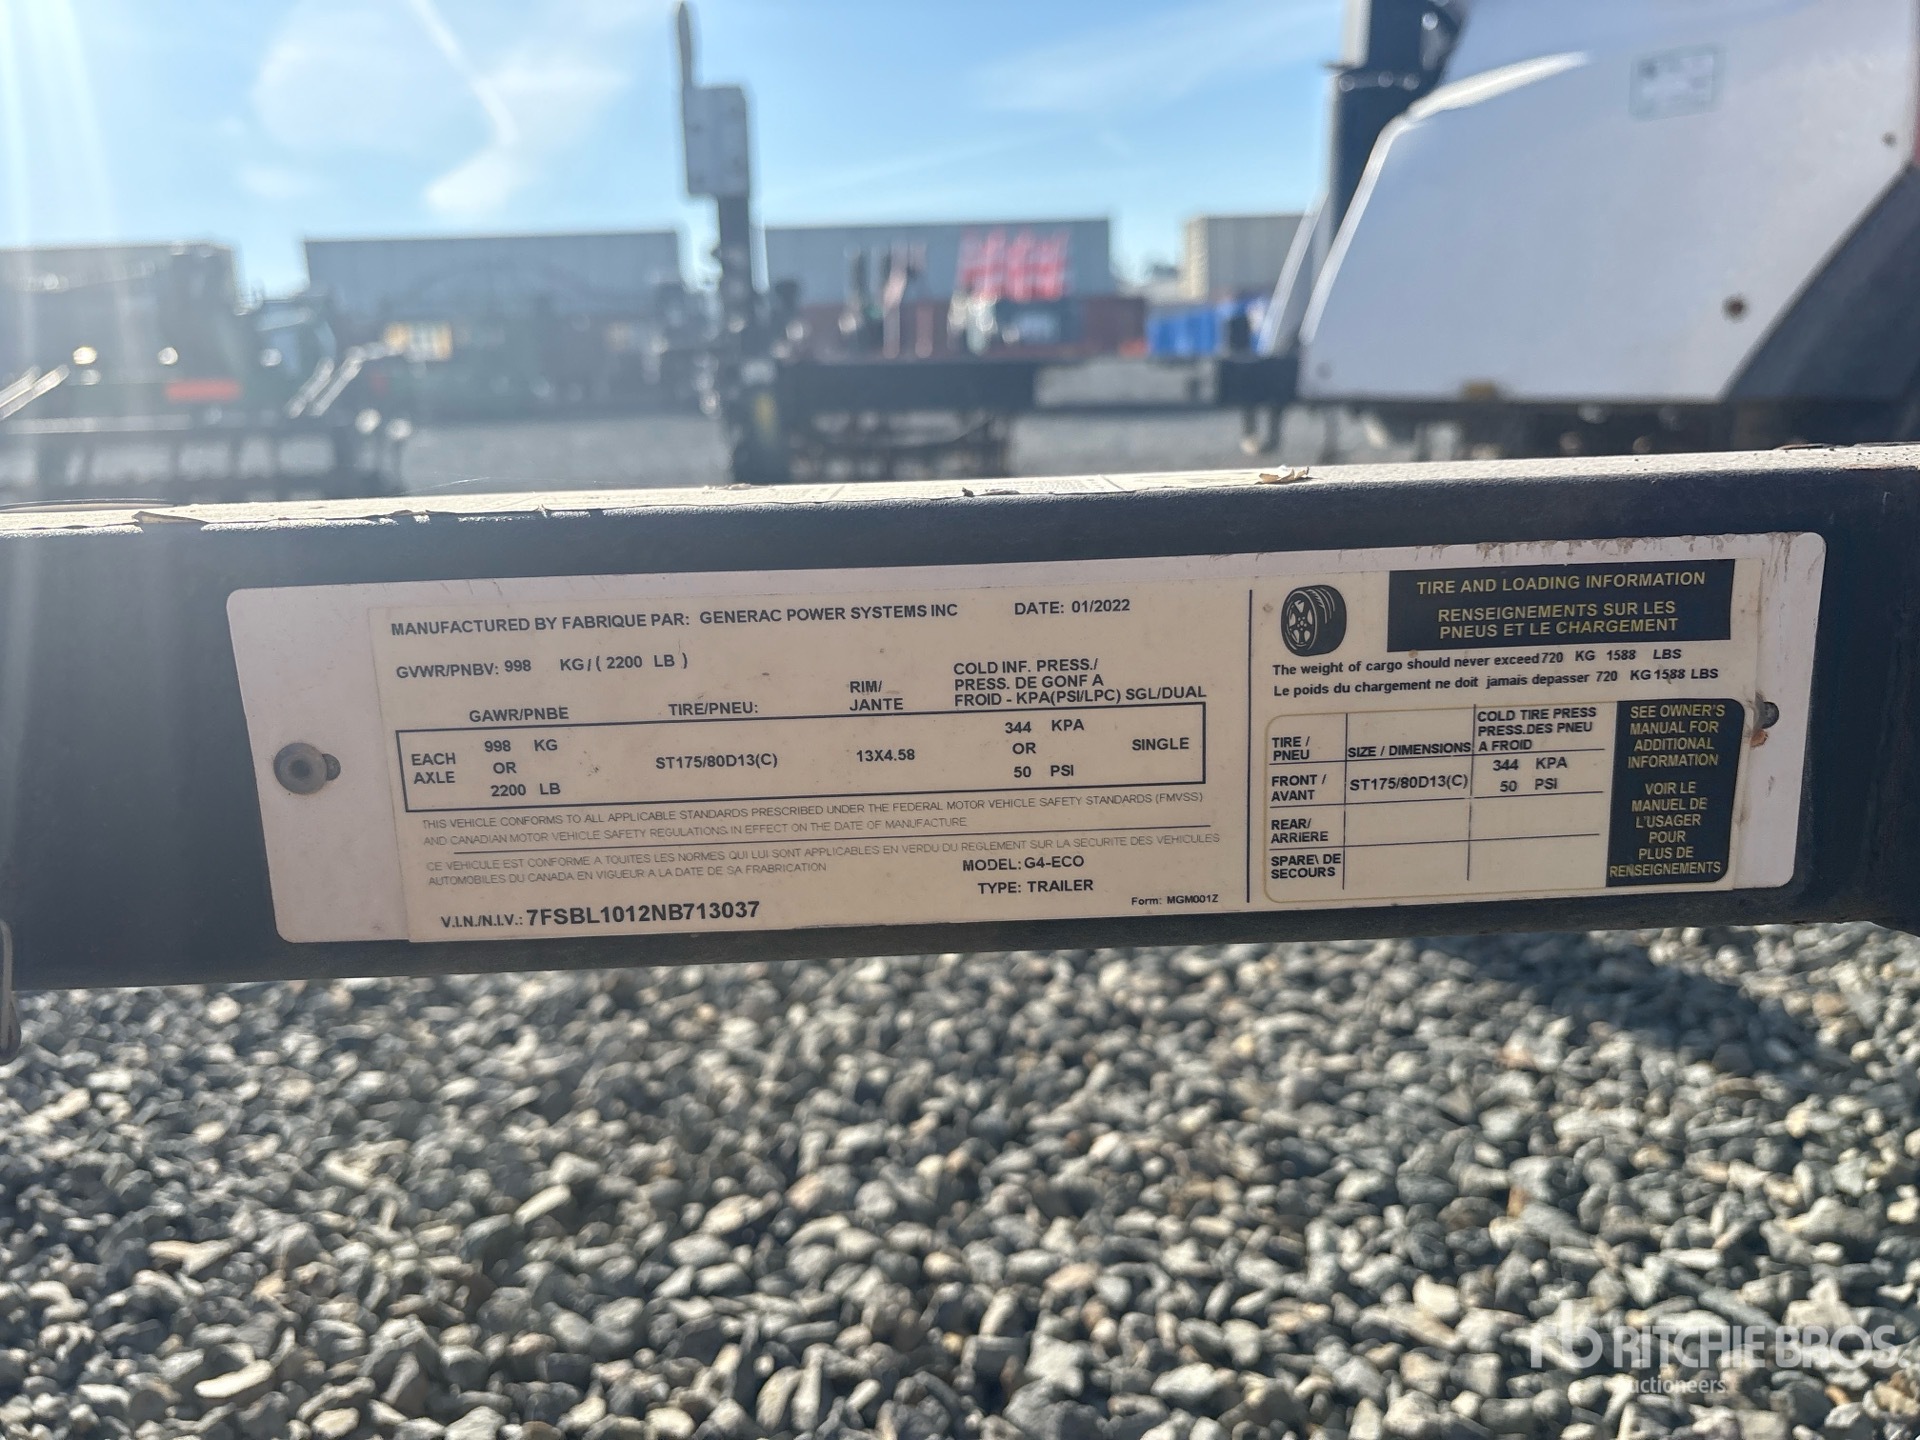 MANUFACTURED BY FABRIQUE PAR: GENERAC POWER SYSTEMS INC DATE: 01/2022
GVWR/PNBV: 998 KG / ( 2200 LB )
GAWR/PNBE TIRE/PNEU: RIM/ JANTE COLD INF. PRESS./ PRESS. DE GONF A FROID - KPA(PSI/LPC) SGL/DUAL
EACH AXLE 998 KG OR 2200 LB ST175/80D13(C) 13X4.58 344 KPA OR 50 PSI SINGLE
THIS VEHICLE CONFORMS TO ALL APPLICABLE STANDARDS PRESCRIBED UNDER THE FEDERAL MOTOR VEHICLE SAFETY STANDARDS (FMVSS)
AND CANADIAN MOTOR VEHICLE SAFETY REGULATIONS IN EFFECT ON THE DATE OF MANUFACTURE
CE VEHICULE EST CONFORME A TOUTES LES NORMES QUI LUI SONT APPLICABLES EN VERDU DU REGLEMENT SUR LA SECURITE DES VEHICULES
AUTOMOBILES DU CANADA EN VIGUEUR A LA DATE DE SA FRABRICATION
MODEL: G4-ECO
TYPE: TRAILER
V.I.N./N.I.V.: 7FSBL1012NB713037
Form: MGM001Z
TIRE AND LOADING INFORMATION
RENSEIGNEMENTS SUR LES
PNEUS ET LE CHARGEMENT
The weight of cargo should never exceed 720 KG 1588 LBS
Le poids du chargement ne doit jamais depasser 720 KG 1588 LBS
TIRE / PNEU SIZE / DIMENSIONS COLD TIRE PRESS PRESS.DES PNEU A FROID
FRONT / AVANT ST175/80D13(C) 344 KPA 50 PSI
REAR/ ARRIERE
SPARE\ DE SECOURS
SEE OWNER'S
MANUAL FOR
ADDITIONAL
INFORMATION
VOIR LE
MANUEL DE
L'USAGER
POUR
PLUS DE
RENSEIGNEMENTS
rb RITCHIE BROS.
Auctioneers